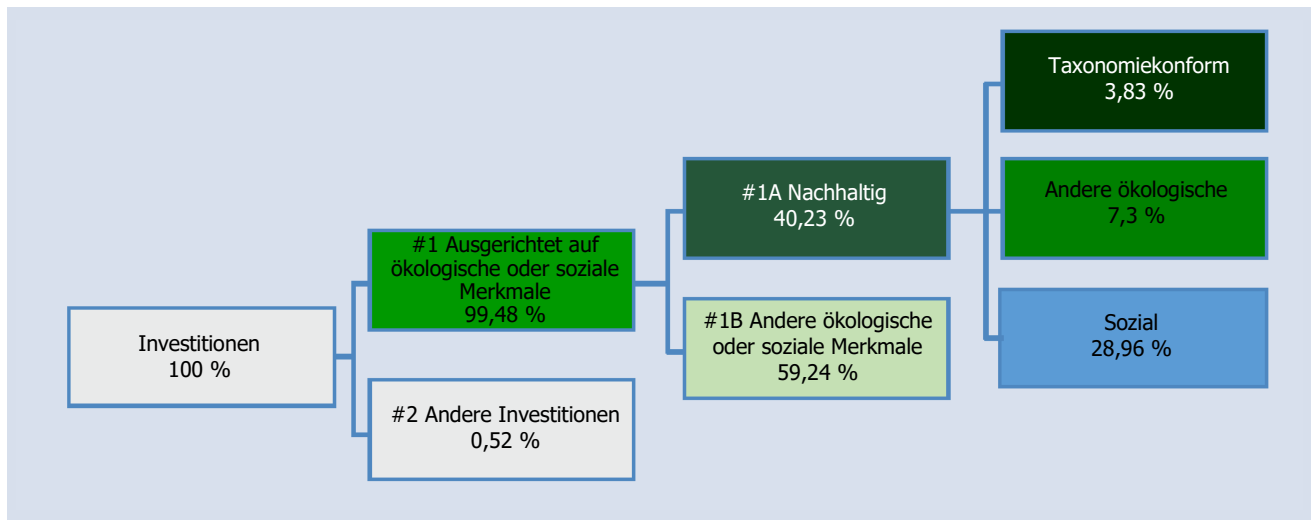 Investitionen
100 %
#1 Ausgerichtet auf
ökologische oder soziale
Merkmale
99,48 %
#2 Andere Investitionen
0,52 %
#1A Nachhaltig
40,23 %
#1B Andere ökologische
oder soziale Merkmale
59,24 %
Taxonomiekonform
3,83 %
Andere ökologische
7,3 %
Sozial
28,96 %